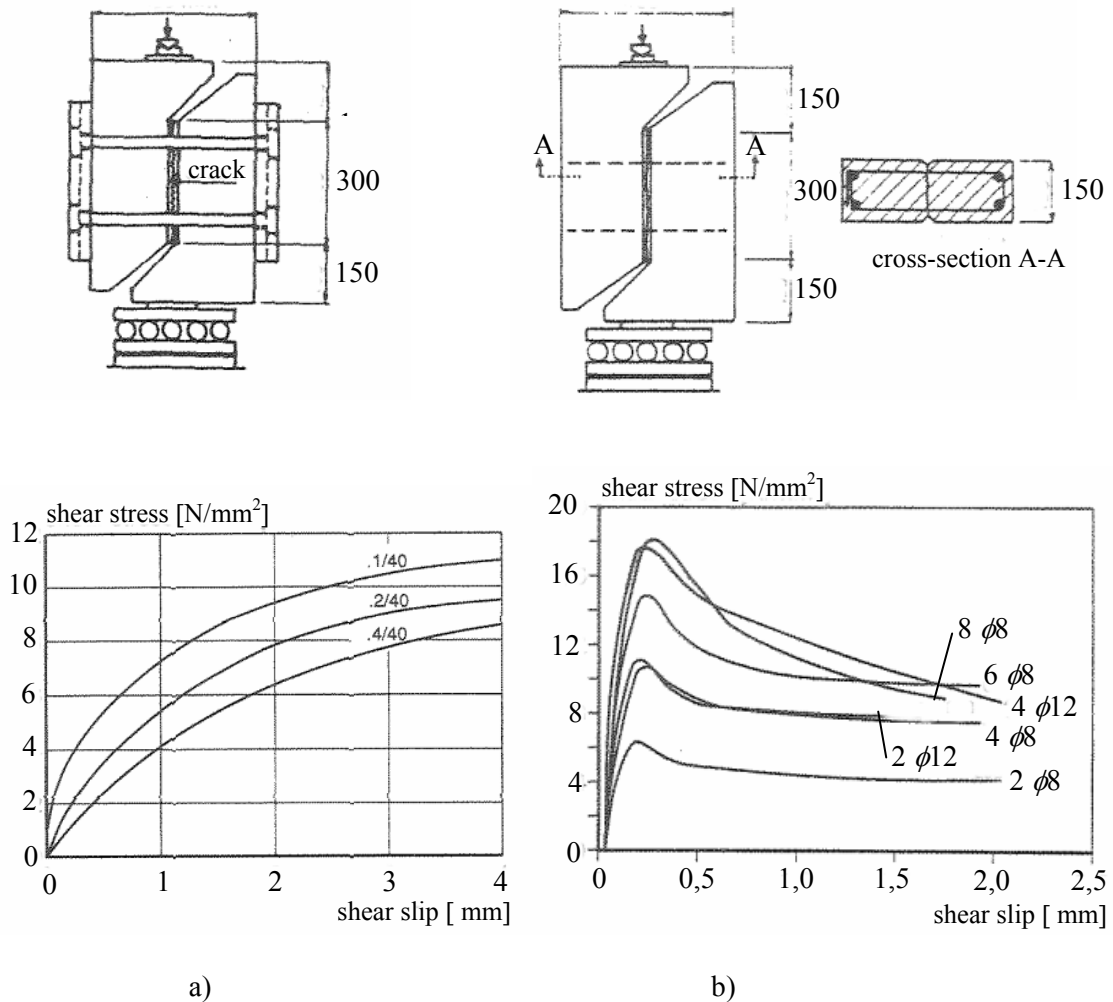 crack
300
150
150
A A
300
150
150
cross-section A-A
shear stress [N/mm²]
12
10
8
6
4
2
0
.1/40
.2/40
.4/40
0 1 2 3 4
shear slip [ mm]
a)
shear stress [N/mm²]
20
16
12
8
4
0
8 ϕ8
6 ϕ8
4 ϕ12
4 ϕ8
2 ϕ12
2 ϕ8
0 0,5 1,0 1,5 2,0 2,5
shear slip [ mm]
b)